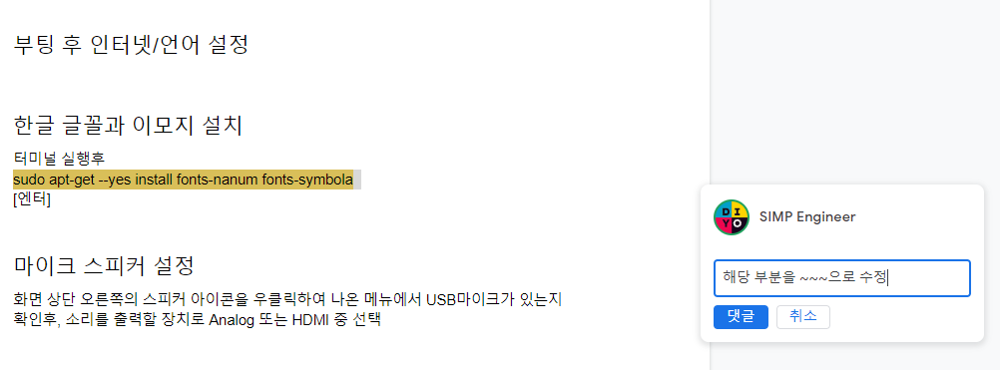 부팅 후 인터넷/언어 설정
한글 글꼴과 이모지 설치
터미널 실행후
sudo apt-get --yes install fonts-nanum fonts-symbola
[엔터]
마이크 스피커 설정
화면 상단 오른쪽의 스피커 아이콘을 우클릭하여 나온 메뉴에서 USB마이크가 있는지
확인후, 소리를 출력할 장치로 Analog 또는 HDMI 중 선택
DIYO
SIMP Engineer
해당 부분을 ~~~으로 수정
댓글 취소